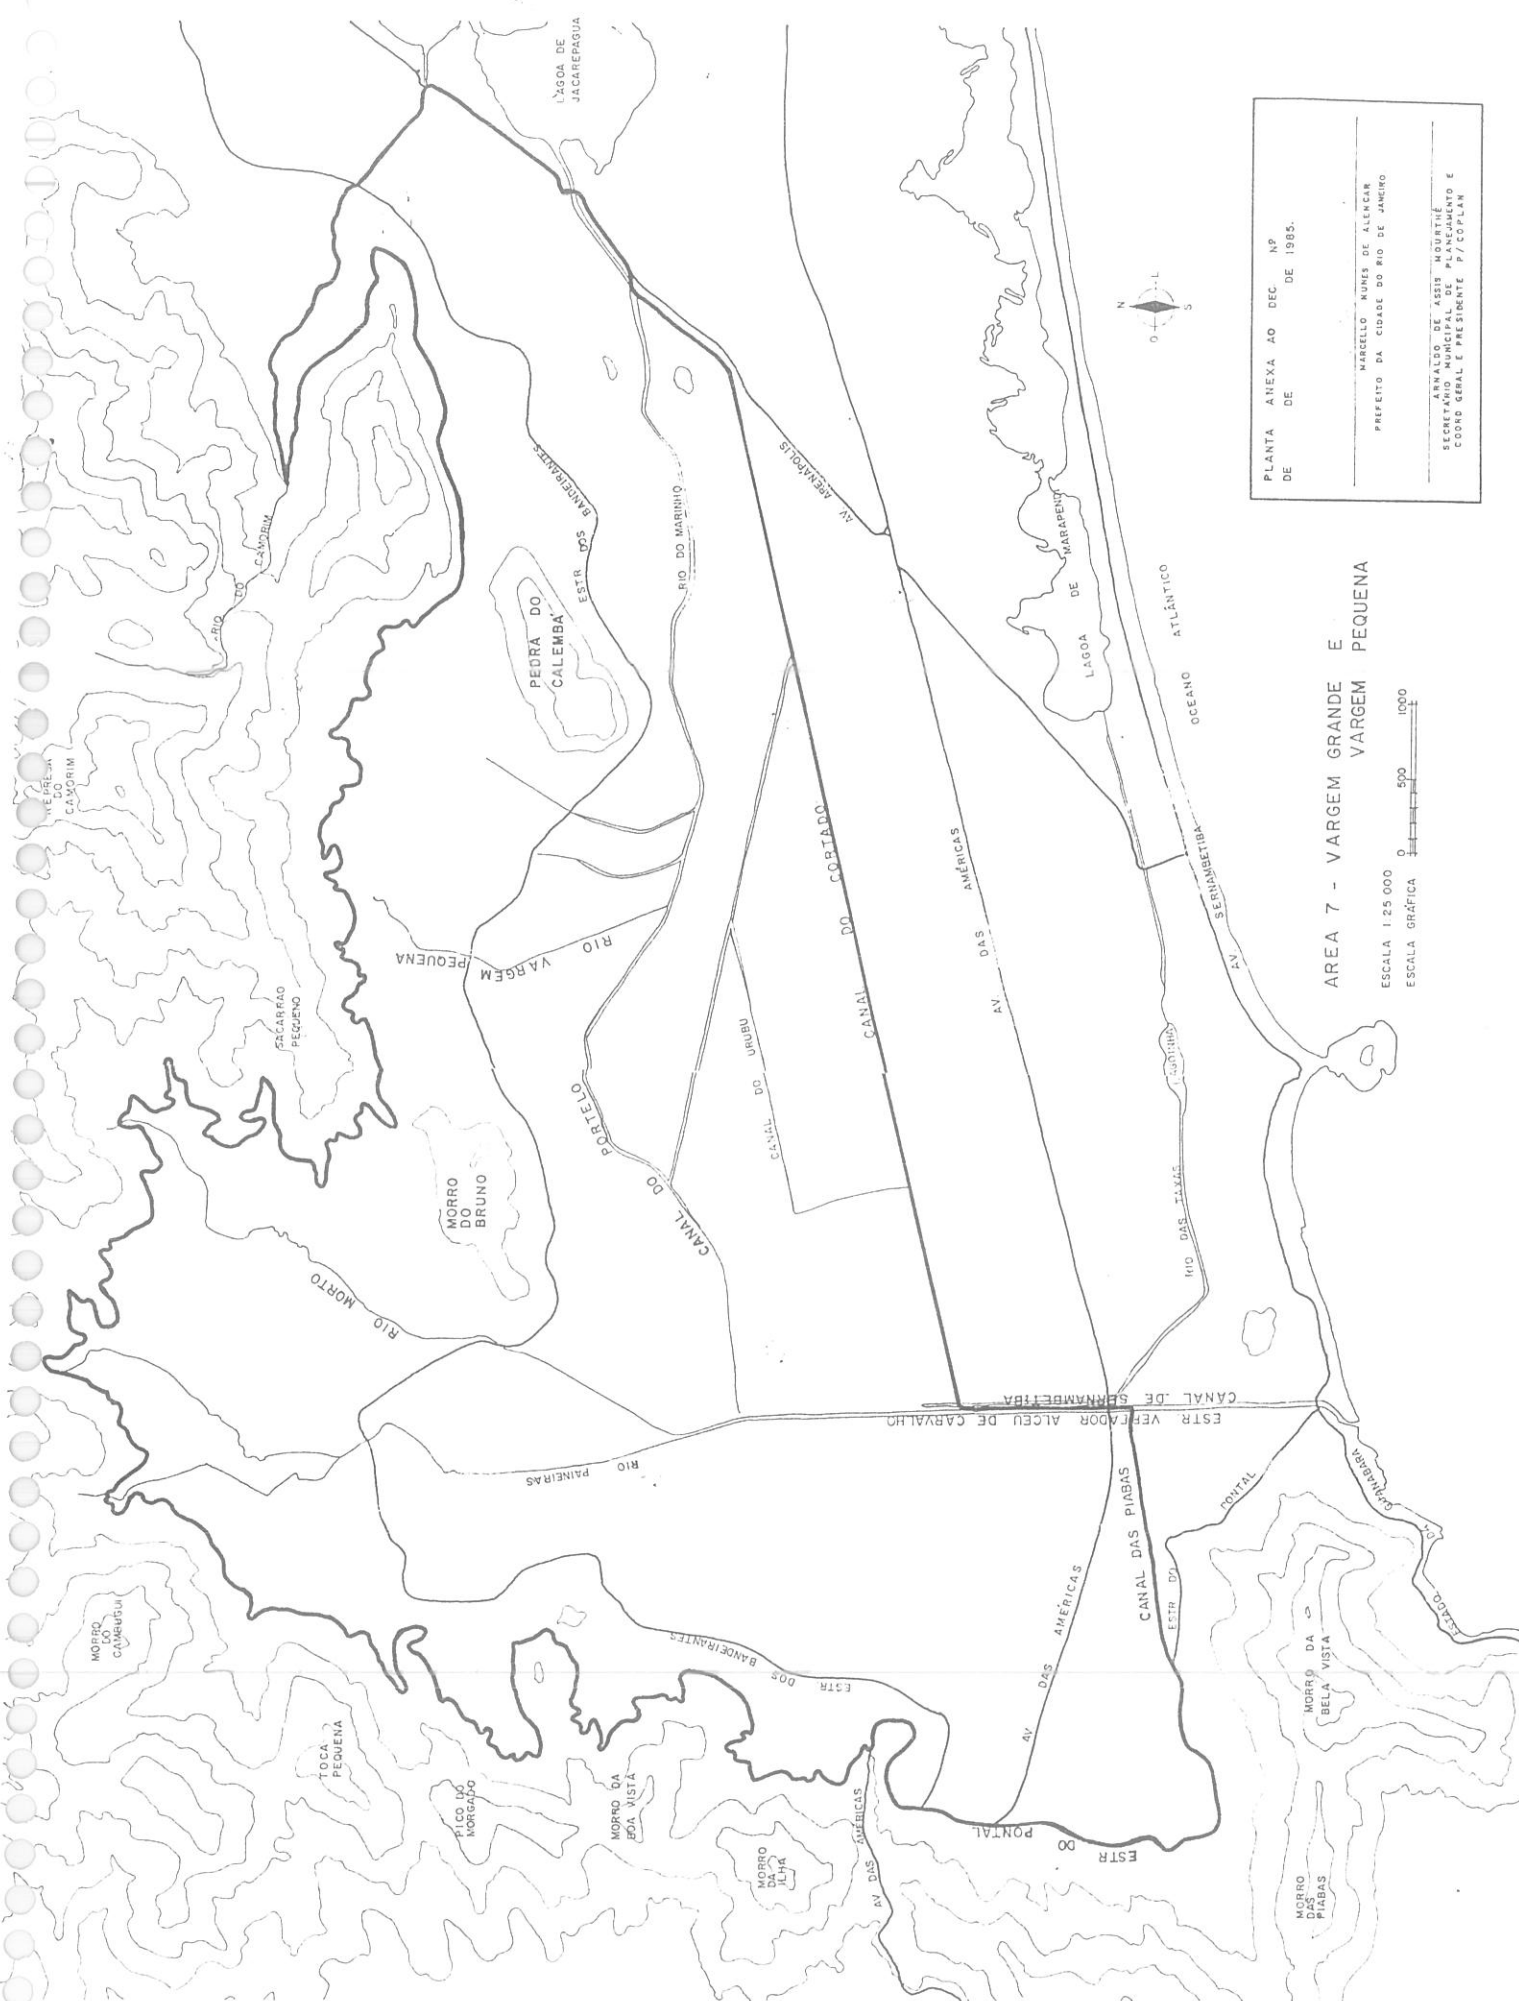 LAGOA DE
JACAREPAGUA
RIO DO CAMORIM
REPRESA
DO
CAMORIM
ESTR DOS BANDEIRANTES
PEDRA DO
CALEMBÁ
RIO DO MARINHO
AV. ARENÁPOLIS
LAGOA DE MARAPENDI
OCEANO ATLÂNTICO
SACARRÃO
PEQUENO
RIO VARGEM PEQUENA
CANAL DO PORTELO
CANAL DO URUBU
CANAL DO CORTADO
AV. DAS AMÉRICAS
AV. SERNAMBETIBA
LAGOINHA
RIO DAS TAXAS
MORRO
DO
BRUNO
RIO MORTO
RIO PAINEIRAS
CANAL DE SERNAMBETIBA
ESTR VEREADOR ALCEU DE CARVALHO
CANAL DAS PIABAS
ESTR DO PONTAL
ESTADO DA GUANABARA
MORRO
DO
CAMBUGUI
ESTR DOS BANDEIRANTES
AV DAS AMÉRICAS
TOCA
PEQUENA
PICO DO
MORGADO
MORRO DA
BOA VISTA
MORRO
DA
ILHA
AV DAS AMÉRICAS
ESTR DO PONTAL
MORRO DA
BELA VISTA
MORRO
DAS
PIABAS
N
O L
S
AREA 7 - VARGEM GRANDE E
VARGEM PEQUENA
ESCALA 1:25 000
ESCALA GRÁFICA
0 500 1000
PLANTA ANEXA AO DEC. Nº
DE DE DE 1985.
MARCELLO NUNES DE ALENCAR
PREFEITO DA CIDADE DO RIO DE JANEIRO
ARNALDO DE ASSIS MOURTHÉ
SECRETÁRIO MUNICIPAL DE PLANEJAMENTO E
COORD GERAL E PRESIDENTE P/COPLAN